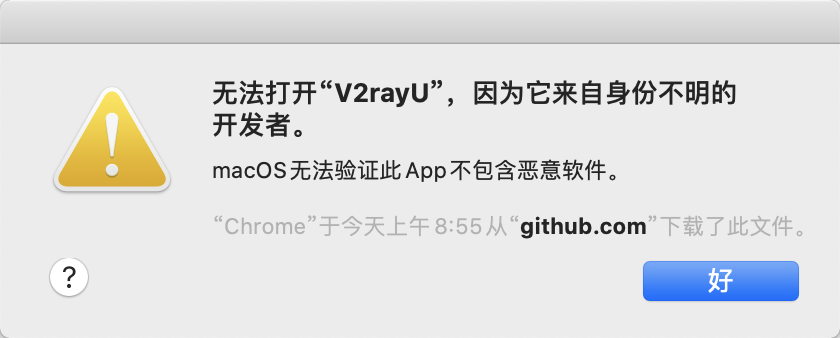 无法打开“V2rayU”，因为它来自身份不明的
开发者。
macOS无法验证此App不包含恶意软件。
“Chrome”于今天上午8:55从“github.com”下载了此文件。
?
好